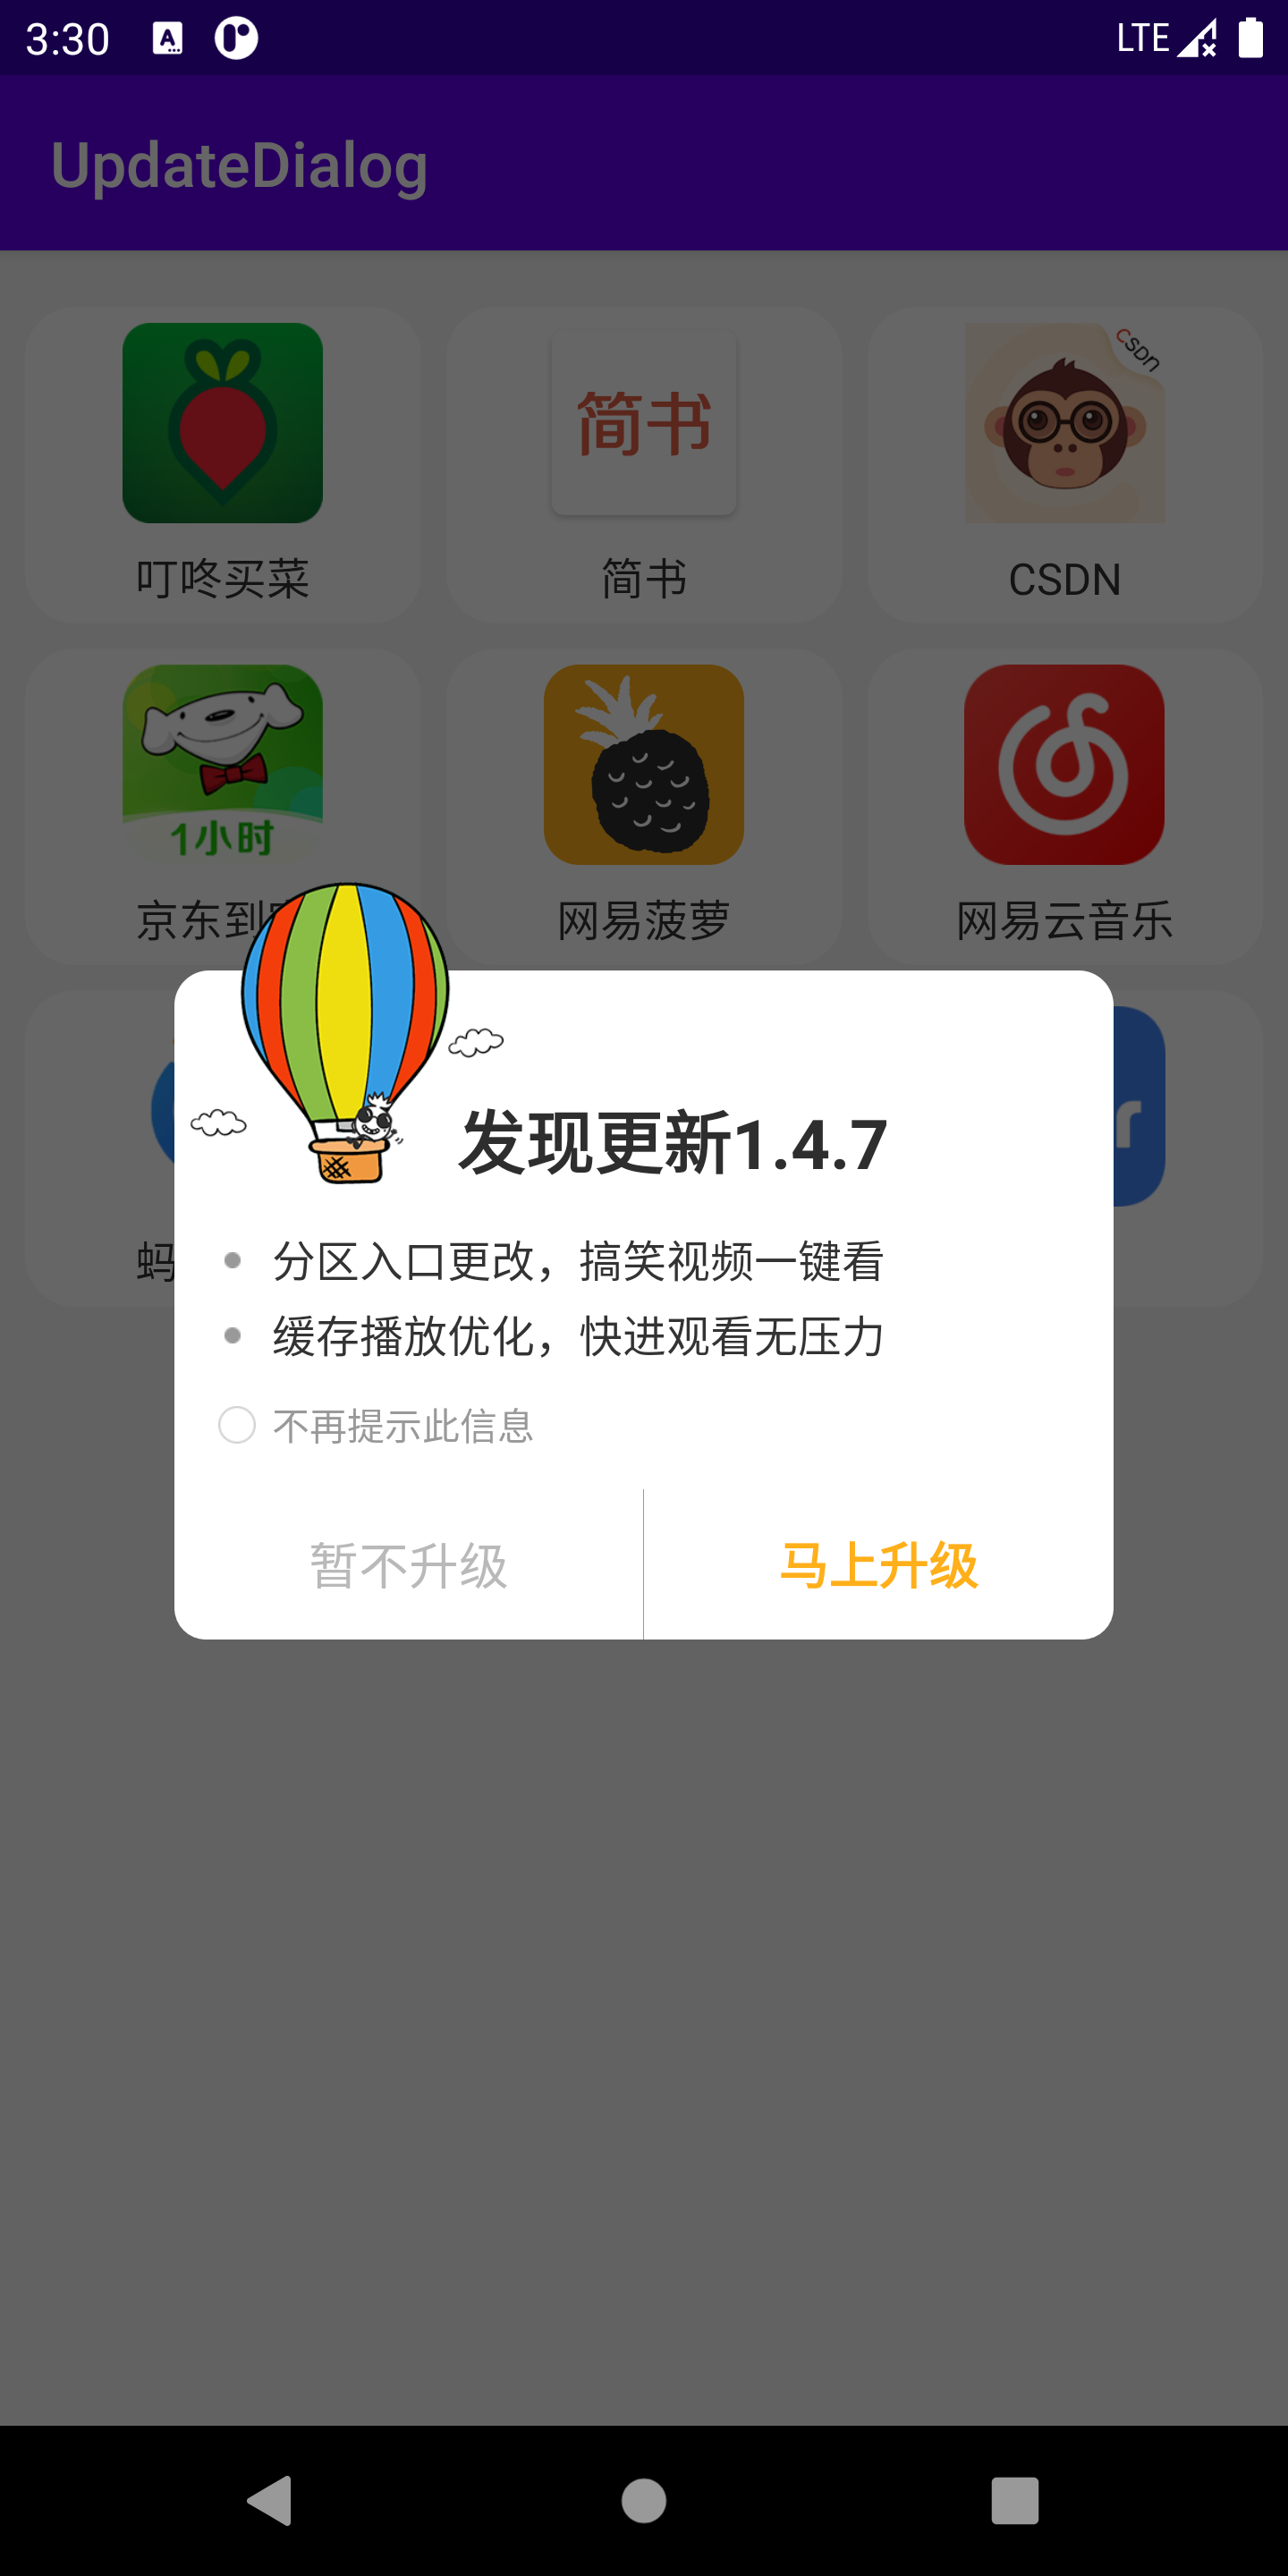 3:30
LTE
UpdateDialog
简书
CSDN
叮咚买菜
简书
CSDN
1小时
京东到
网易菠萝
网易云音乐
r
发现更新1.4.7
蚂
分区入口更改，搞笑视频一键看
缓存播放优化，快进观看无压力
不再提示此信息
暂不升级
马上升级